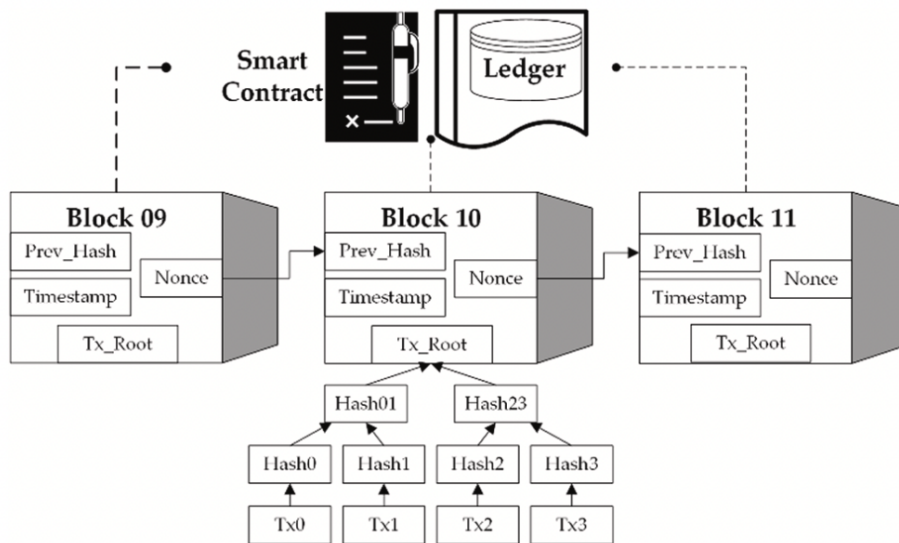 Smart
Contract
Ledger
Block 09
Prev_Hash
Nonce
Timestamp
Tx_Root
Block 10
Prev_Hash
Nonce
Timestamp
Tx_Root
Block 11
Prev_Hash
Nonce
Timestamp
Tx_Root
Hash01
Hash23
Hash0
Hash1
Hash2
Hash3
Tx0
Tx1
Tx2
Tx3